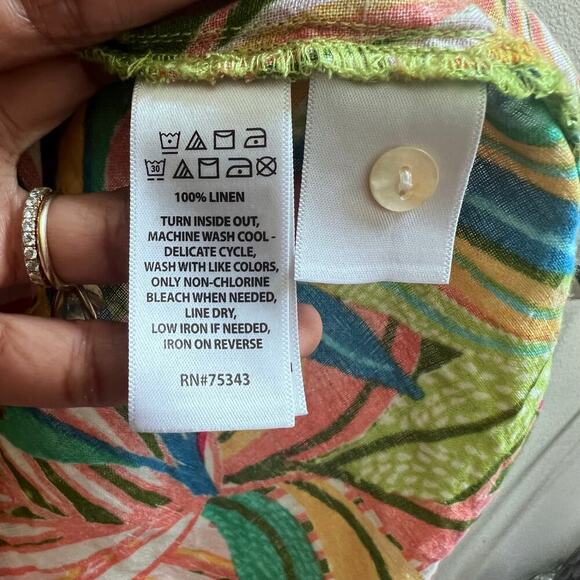 30
100% LINEN
TURN INSIDE OUT,
MACHINE WASH COOL -
DELICATE CYCLE,
WASH WITH LIKE COLORS,
ONLY NON-CHLORINE
BLEACH WHEN NEEDED,
LINE DRY,
LOW IRON IF NEEDED,
IRON ON REVERSE
RN#75343